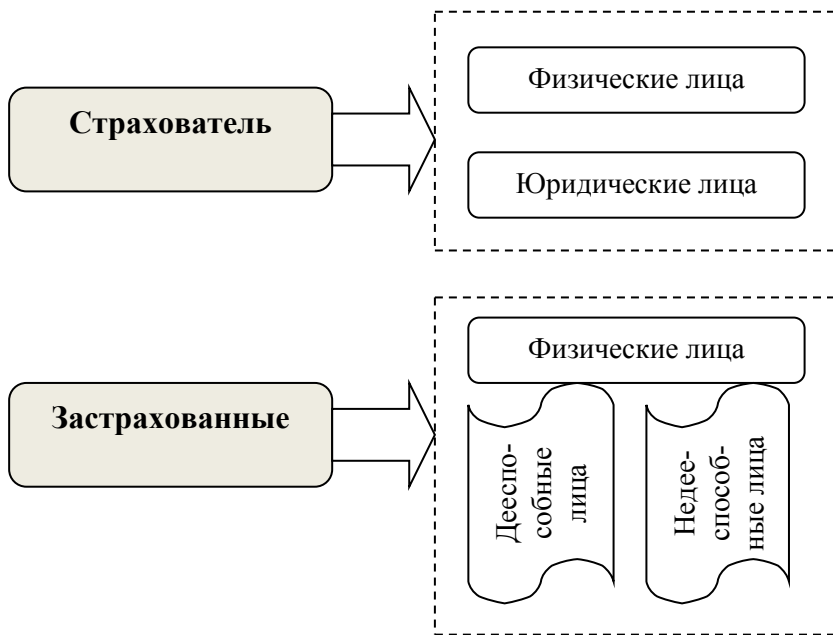 Страхователь
Физические лица
Юридические лица
Застрахованные
Физические лица
Дееспо-
собные
лица
Недее-
способ-
ные лица